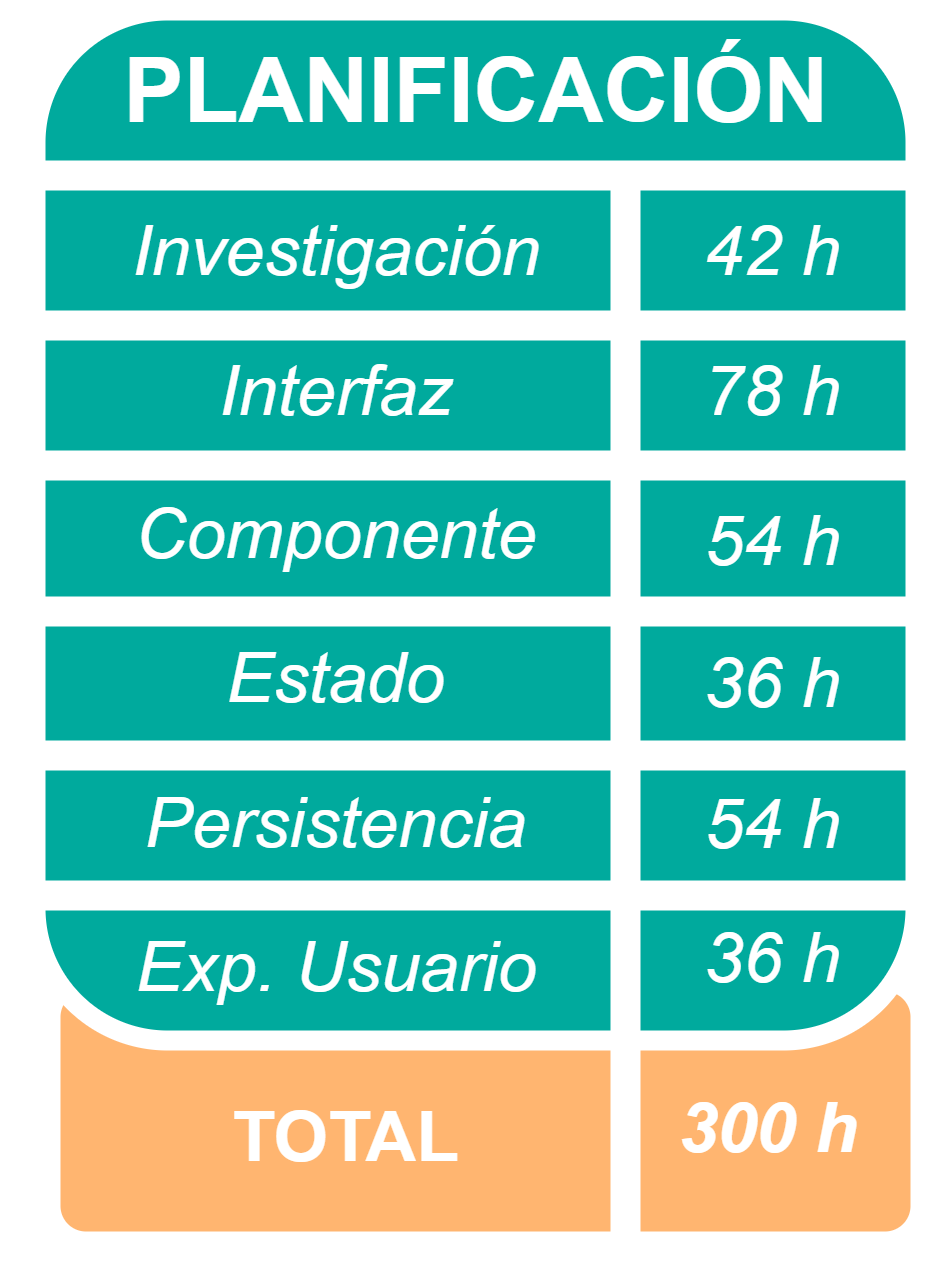 PLANIFICACIÓN
Investigación 42 h
Interfaz 78 h
Componente 54 h
Estado 36 h
Persistencia 54 h
Exp. Usuario 36 h
TOTAL 300 h